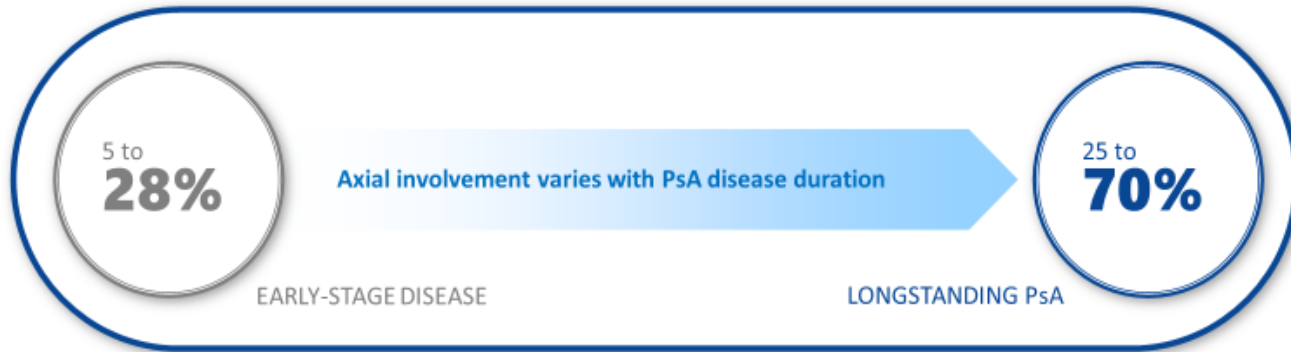 5 to
28%
Axial involvement varies with PsA disease duration
25 to
70%
EARLY-STAGE DISEASE
LONGSTANDING PsA